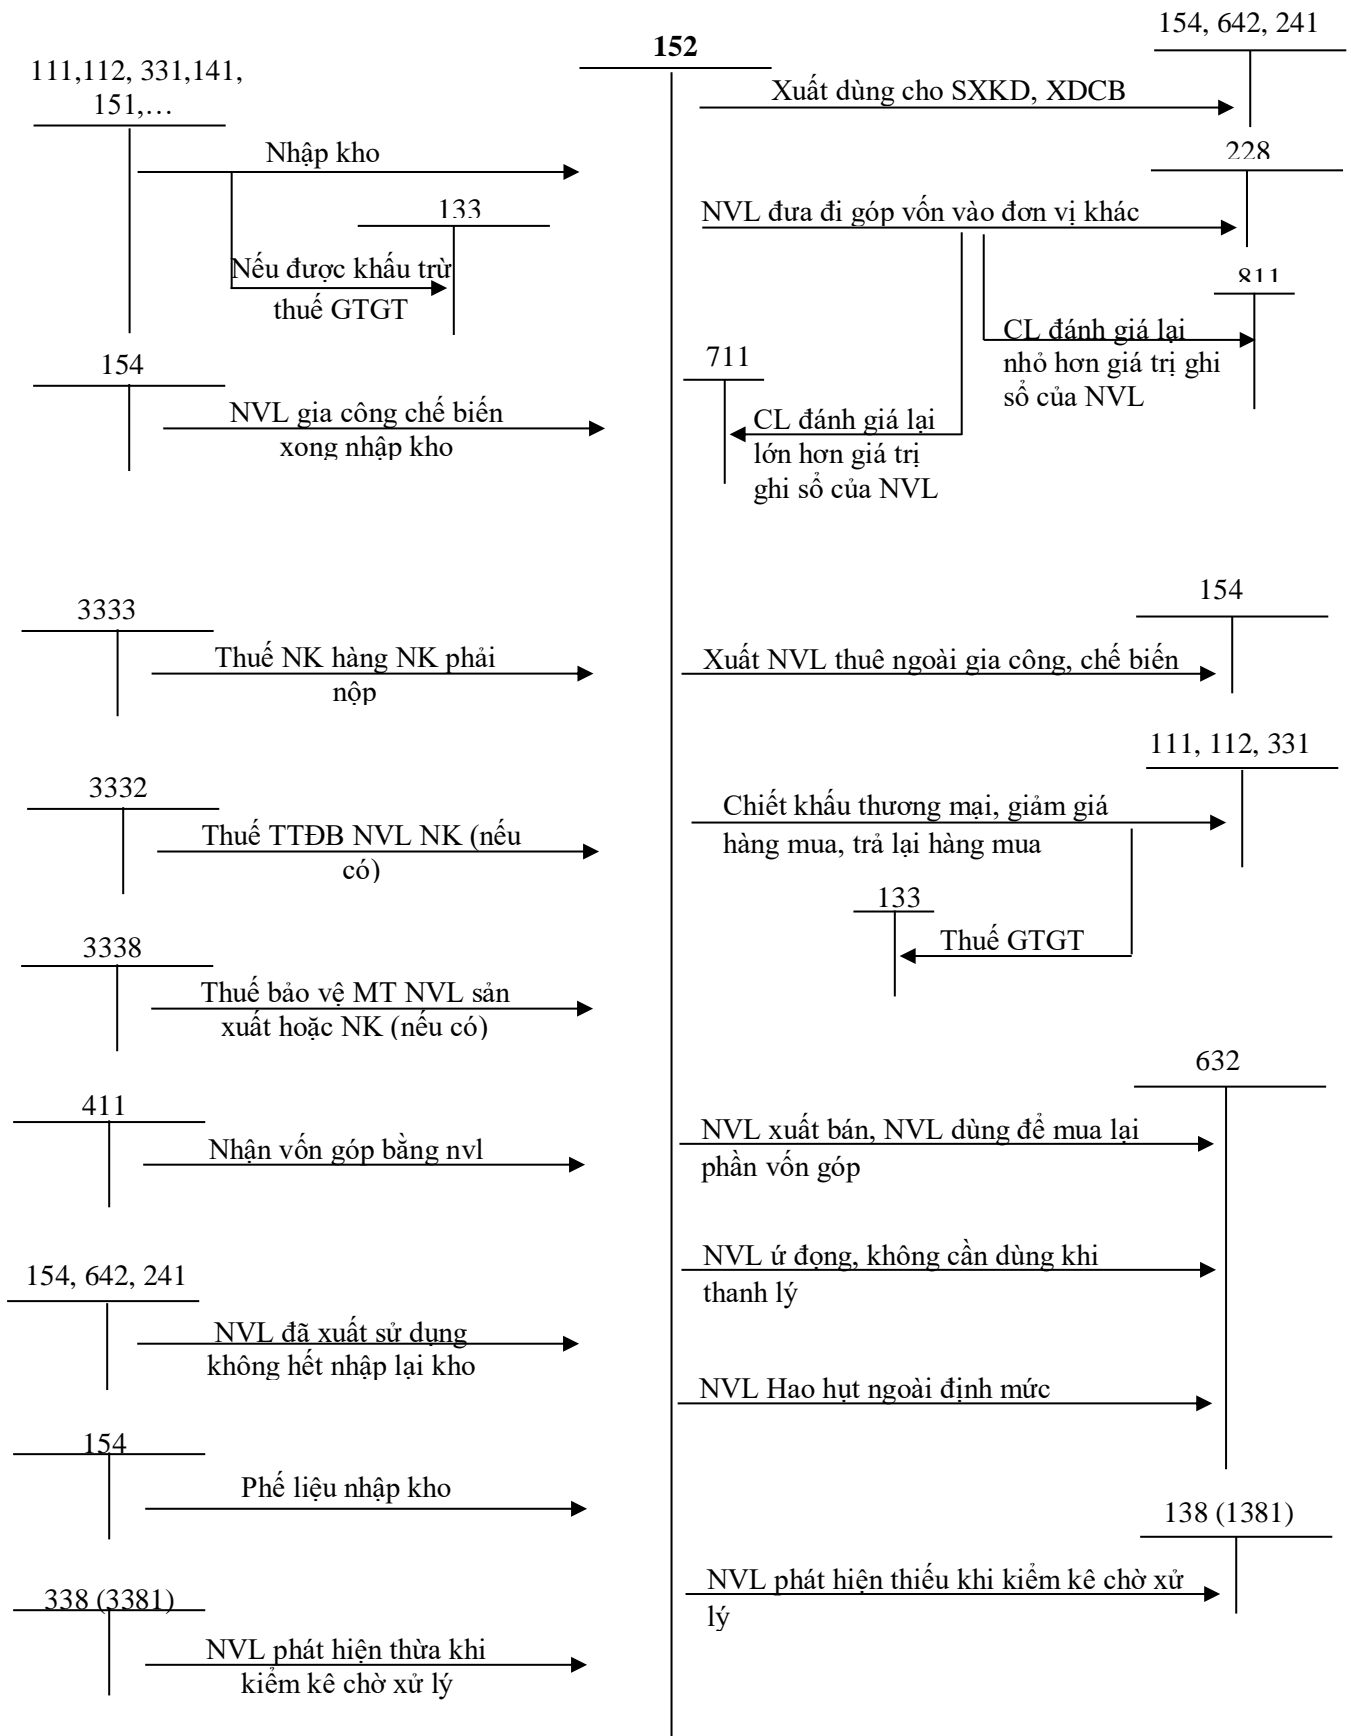 152
111,112, 331,141,
151,…
Nhập kho
133
Nếu được khấu trừ
thuế GTGT
154
NVL gia công chế biến
xong nhập kho
3333
Thuế NK hàng NK phải
nộp
3332
Thuế TTĐB NVL NK (nếu
có)
3338
Thuế bảo vệ MT NVL sản
xuất hoặc NK (nếu có)
411
Nhận vốn góp bằng nvl
154, 642, 241
NVL đã xuất sử dụng
không hết nhập lại kho
154
Phế liệu nhập kho
338 (3381)
NVL phát hiện thừa khi
kiểm kê chờ xử lý
154, 642, 241
Xuất dùng cho SXKD, XDCB
228
NVL đưa đi góp vốn vào đơn vị khác
811
CL đánh giá lại
nhỏ hơn giá trị ghi
sổ của NVL
711
CL đánh giá lại
lớn hơn giá trị
ghi sổ của NVL
154
Xuất NVL thuê ngoài gia công, chế biến
111, 112, 331
Chiết khấu thương mại, giảm giá
hàng mua, trả lại hàng mua
133
Thuế GTGT
632
NVL xuất bán, NVL dùng để mua lại
phần vốn góp
NVL ứ đọng, không cần dùng khi
thanh lý
NVL Hao hụt ngoài định mức
138 (1381)
NVL phát hiện thiếu khi kiểm kê chờ xử
lý